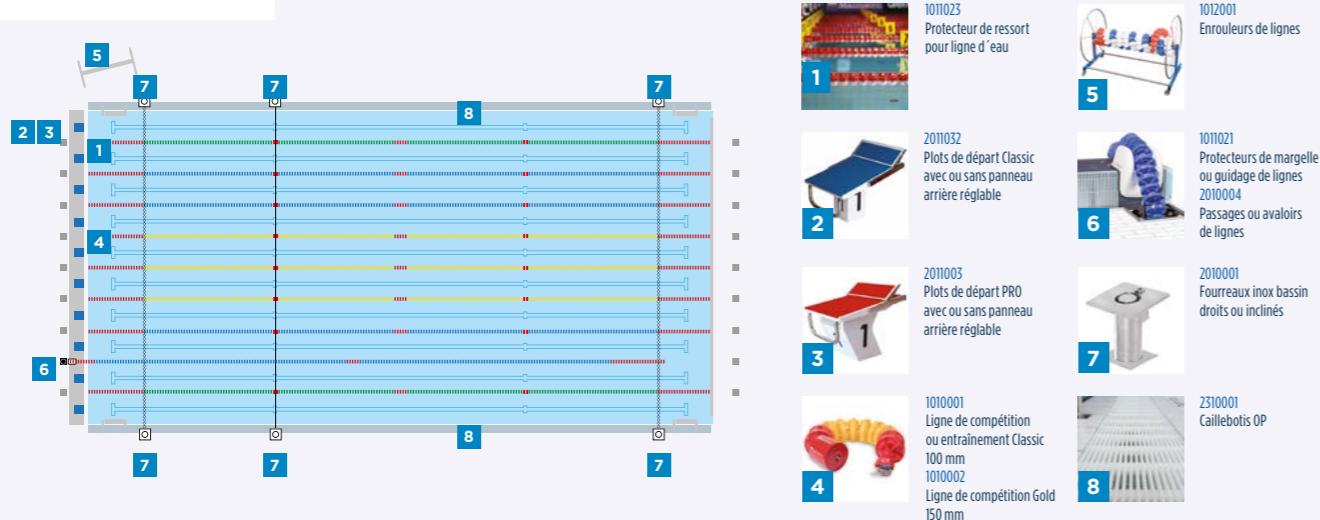 5
7
7
7
8
2
3
1
4
6
8
7
7
7
1
1011023
Protecteur de ressort
pour ligne d´eau
2
2011032
Plots de départ Classic
avec ou sans panneau
arrière réglable
3
2011003
Plots de départ PRO
avec ou sans panneau
arrière réglable
4
1010001
Ligne de compétition
ou entraînement Classic
100 mm
1010002
Ligne de compétition Gold
150 mm
5
1012001
Enrouleurs de lignes
6
1011021
Protecteurs de margelle
ou guidage de lignes
2010004
Passages ou avaloirs
de lignes
7
2010001
Fourreaux inox bassin
droits ou inclinés
8
2310001
Caillebotis OP